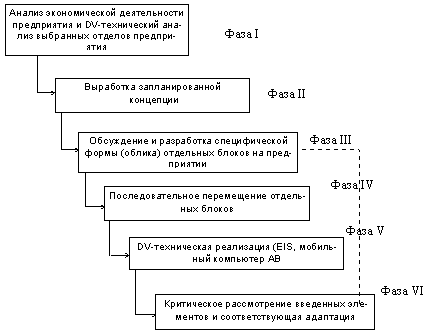 Анализ экономической деятельности
предприятия и DV-технический ана-
лиз выбранных отделов предпри-
ятия
Фаза I
Выработка запланированной
концепции
Фаза II
Обсуждение и разработка специфической
формы (облика) отдельных блоков на пред-
приятии
Фаза III
Последовательное перемещение отдель-
ных блоков
Фаза IV
DV-техническая реализация (EIS, мобиль-
ный компьютер АВ
Фаза V
Критическое рассмотрение введенных эле-
ментов и соответствующая адаптация
Фаза VI